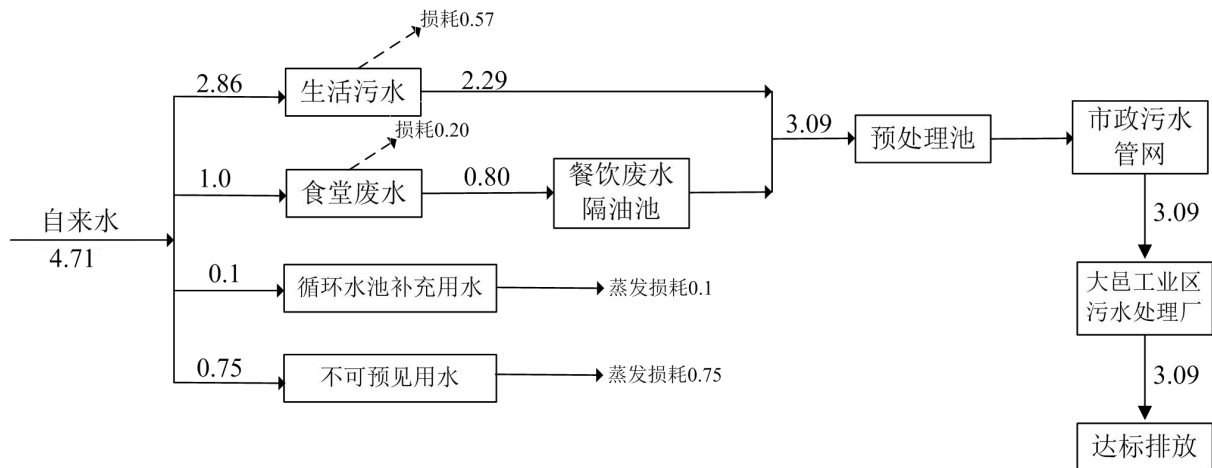 损耗0.57
2.86
生活污水
2.29
损耗0.20
3.09
预处理池
市政污水
管网
1.0
食堂废水
0.80
餐饮废水
隔油池
自来水
4.71
3.09
0.1
循环水池补充用水
蒸发损耗0.1
大邑工业区
污水处理厂
0.75
不可预见用水
蒸发损耗0.75
3.09
达标排放